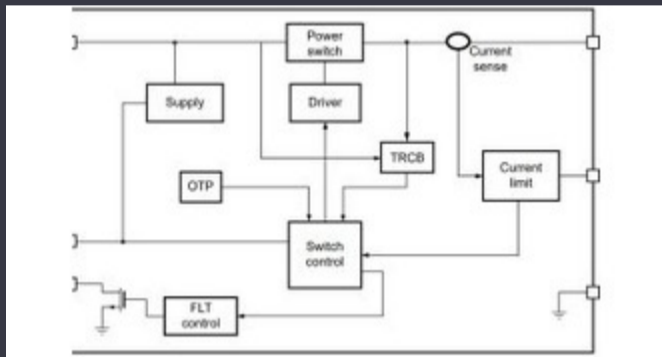 Power
switch
Current
sense
Supply
Driver
TRCB
Current
limit
OTP
Switch
control
FLT
control